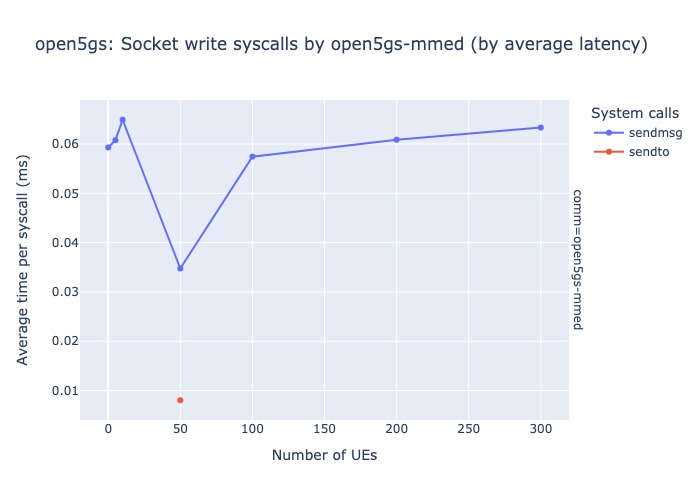 open5gs: Socket write syscalls by open5gs-mmed (by average latency)
System calls
sendmsg
sendto
Average time per syscall (ms)
0.06
0.05
0.04
0.03
0.02
0.01
comm=open5gs-mmed
0 50 100 150 200 250 300
Number of UEs